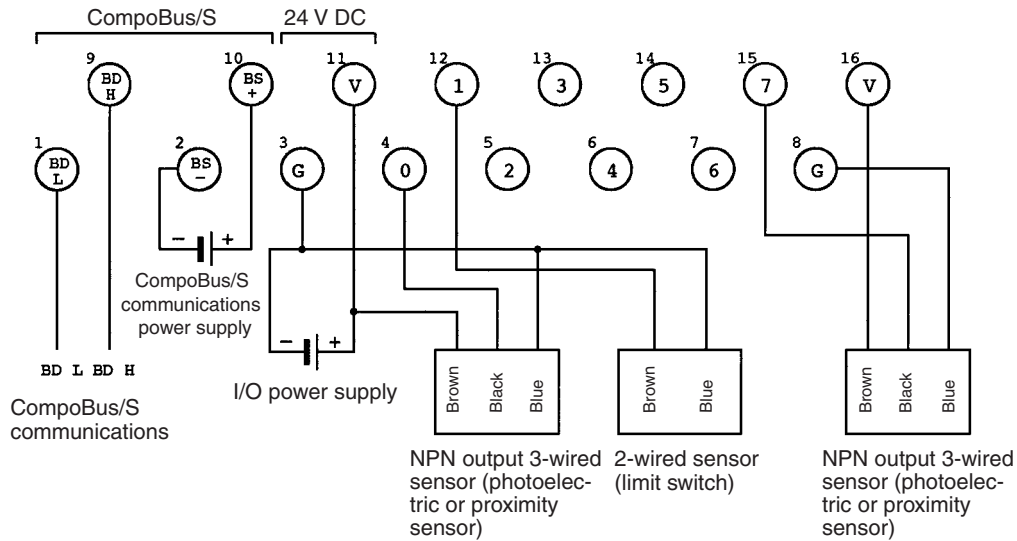 CompoBus/S 24 V DC
9 10 11 12 13 14 15 16
BD
H
BS
+
V 1 3 5 7 V
1 2 3 4 5 6 7 8
BD
L
BS
–
G 0 2 4 6 G
– +
CompoBus/S
communications
power supply
– +
I/O power supply
BD L BD H
CompoBus/S
communications
Brown Black Blue
Brown Blue
Brown Black Blue
NPN output 3-wired
sensor (photoelec-
tric or proximity
sensor)
2-wired sensor
(limit switch)
NPN output 3-wired
sensor (photoelec-
tric or proximity
sensor)